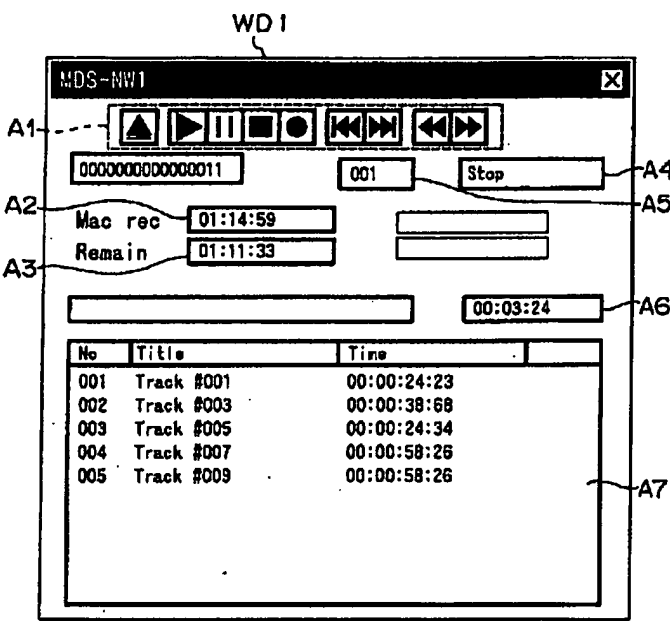 WD1
MDS-NW1
A1
0000000000000011 001 Stop A4
A5
A2 Mac rec 01:14:59
A3 Remain 01:11:33
00:03:24 A6
No Title Time
001 Track #001 00:00:24:23
002 Track #003 00:00:38:68
003 Track #005 00:00:24:34
004 Track #007 00:00:58:26
005 Track #009 00:00:58:26
A7